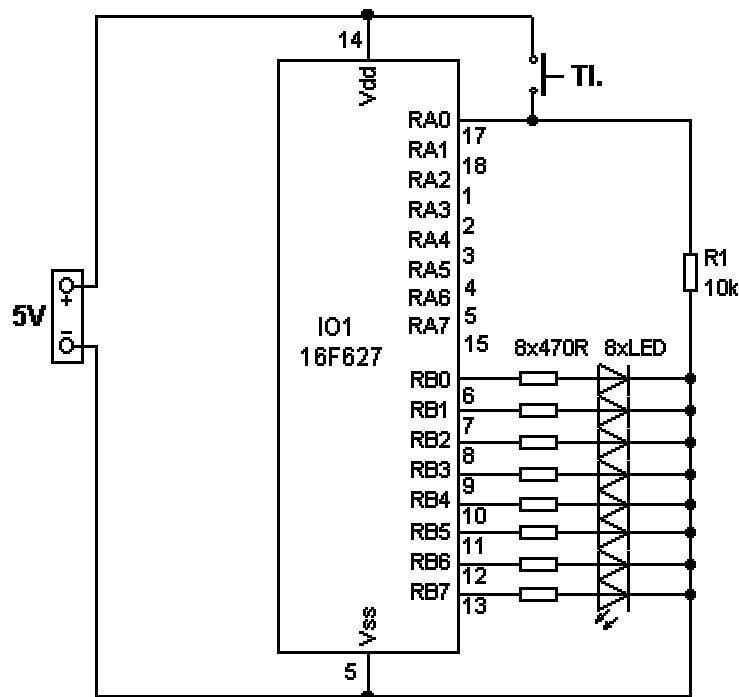 14
Vdd
Tl.
RA0
17
RA1
18
RA2
1
RA3
2
RA4
3
RA5
4
RA6
5
RA7
15
R1
10k
+
5V
–
IO1
16F627
8x470R 8xLED
RB0
6
RB1
7
RB2
8
RB3
9
RB4
10
RB5
11
RB6
12
RB7
13
Vss
5